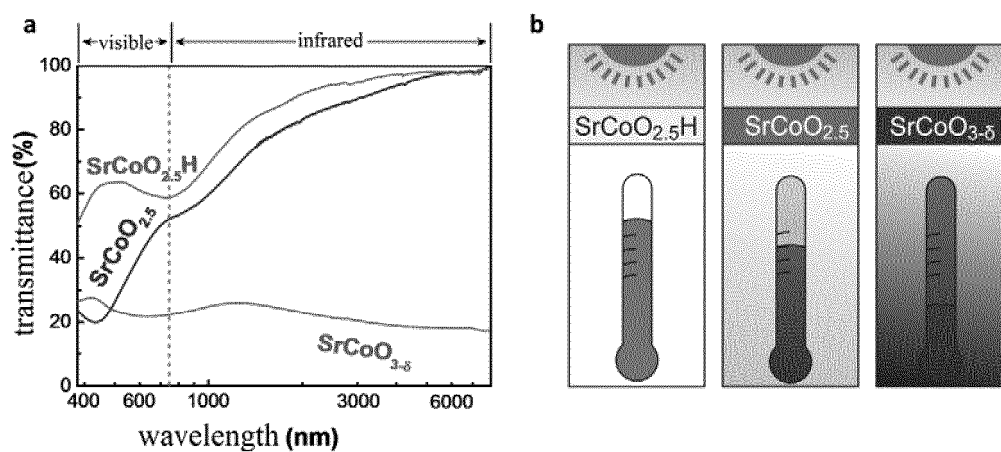 a
visible
infrared
100
80
60
40
20
0
transmittance(%)
SrCoO2.5H
SrCoO2.5
SrCoO3-δ
400
600
1000
3000
6000
wavelength (nm)
b
SrCoO2.5H
SrCoO2.5
SrCoO3-δ